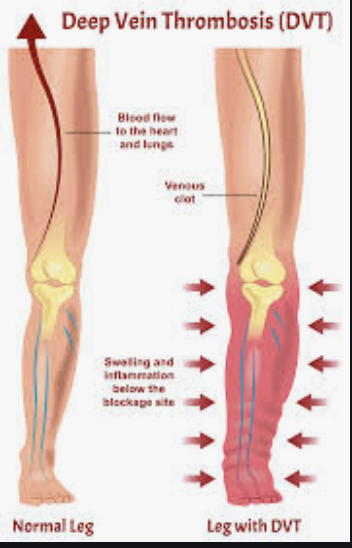 Deep Vein Thrombosis (DVT)
Blood flow
to the heart
and lungs
Venous
clot
Swelling and
inflammation
below the
blockage site
Normal Leg
Leg with DVT